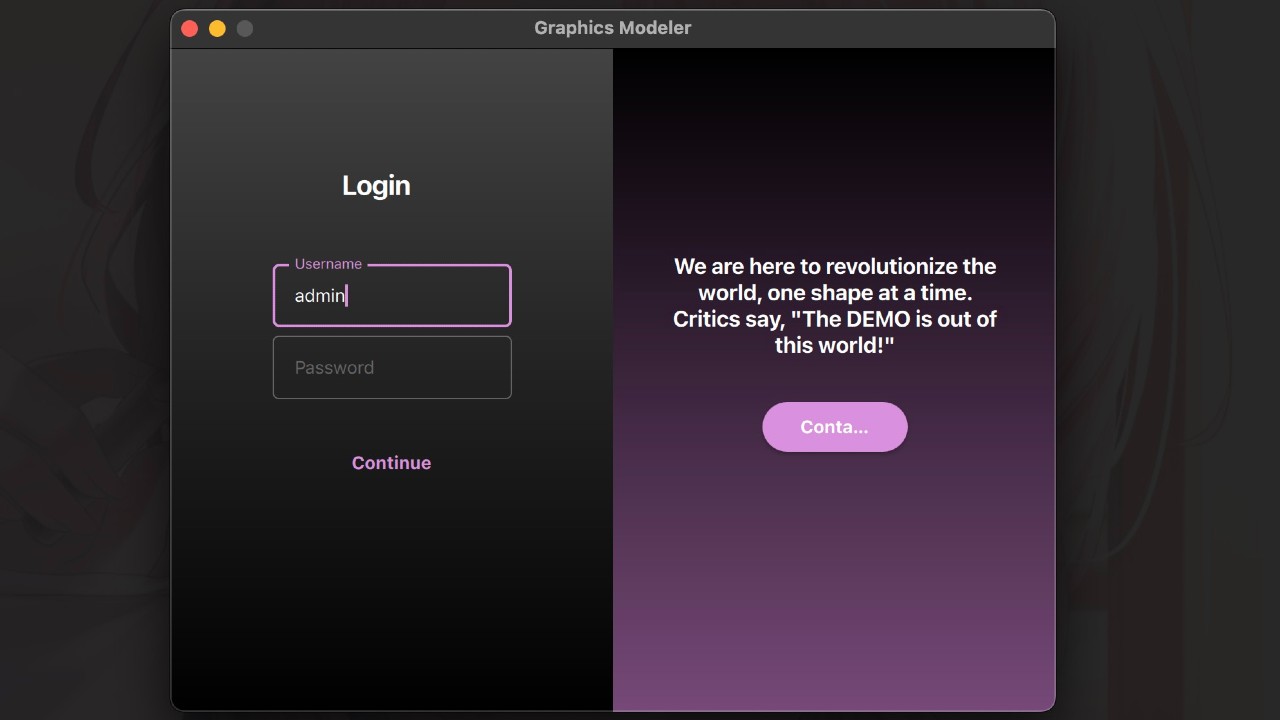 Graphics Modeler
Login
Username
admin
Password
Continue
We are here to revolutionize the
world, one shape at a time.
Critics say, "The DEMO is out of
this world!"
Conta...